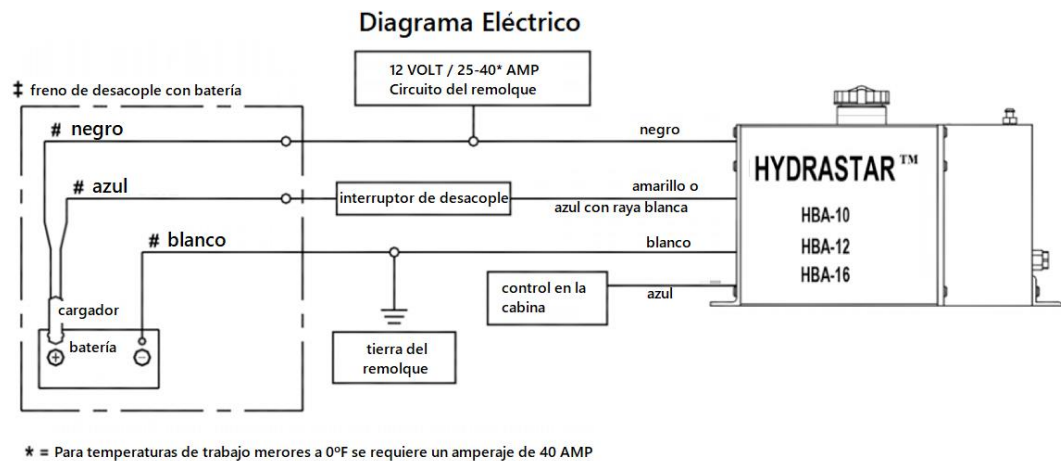 Diagrama Eléctrico
12 VOLT / 25-40* AMP
Circuito del remolque
‡ freno de desacople con batería
# negro
negro
# azul
interruptor de desacople
amarillo o
azul con raya blanca
# blanco
blanco
control en la
cabina
azul
cargador
batería
+
-
tierra del
remolque
HYDRASTAR™
HBA-10
HBA-12
HBA-16
* = Para temperaturas de trabajo merores a 0ºF se requiere un amperaje de 40 AMP